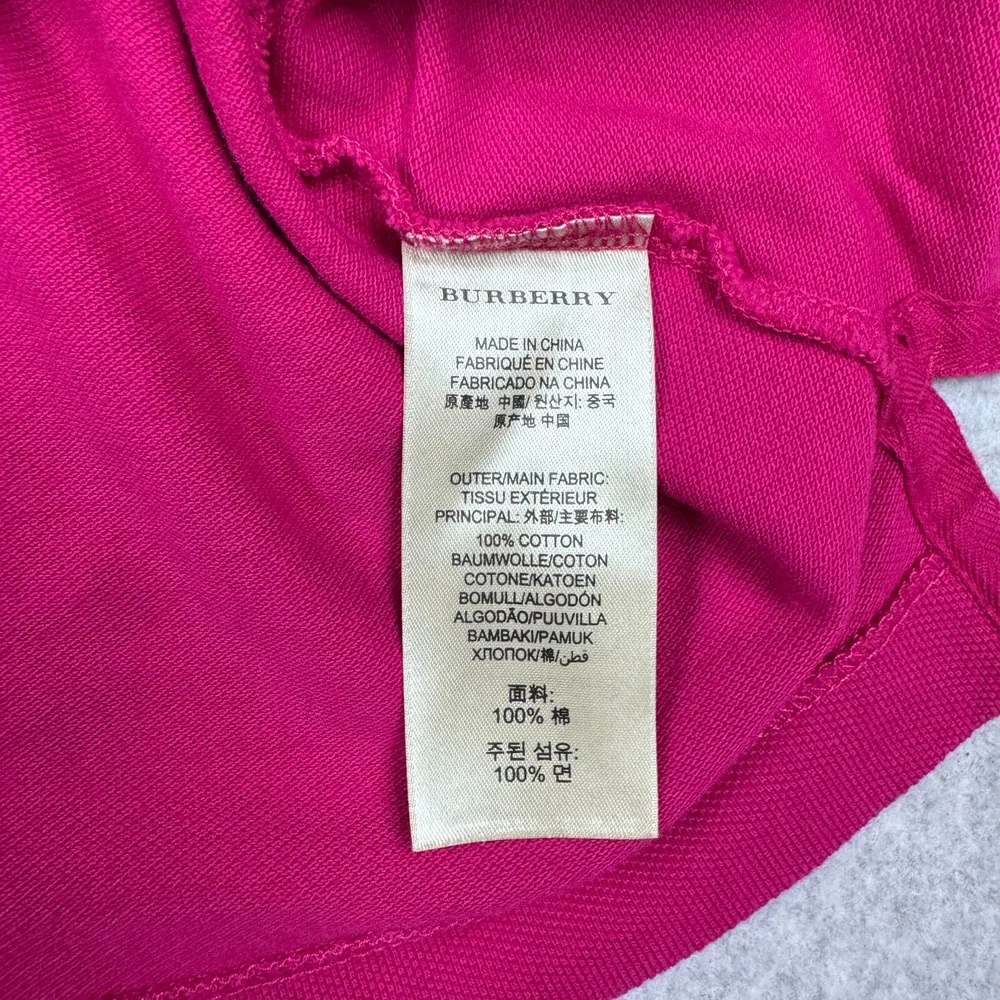 BURBERRY
MADE IN CHINA
FABRIQUÉ EN CHINE
FABRICADO NA CHINA
原產地 中國/ 원산지: 중국
原产地 中国
OUTER/MAIN FABRIC:
TISSU EXTÉRIEUR
PRINCIPAL: 外部/主要布料:
100% COTTON
BAUMWOLLE/COTON
COTONE/KATOEN
BOMULL/ALGODÓN
ALGODÃO/PUUVILLA
BAMBAKI/PAMUK
ХЛОПОК/棉/قطن
面料:
100% 棉
주된 섬유:
100% 면